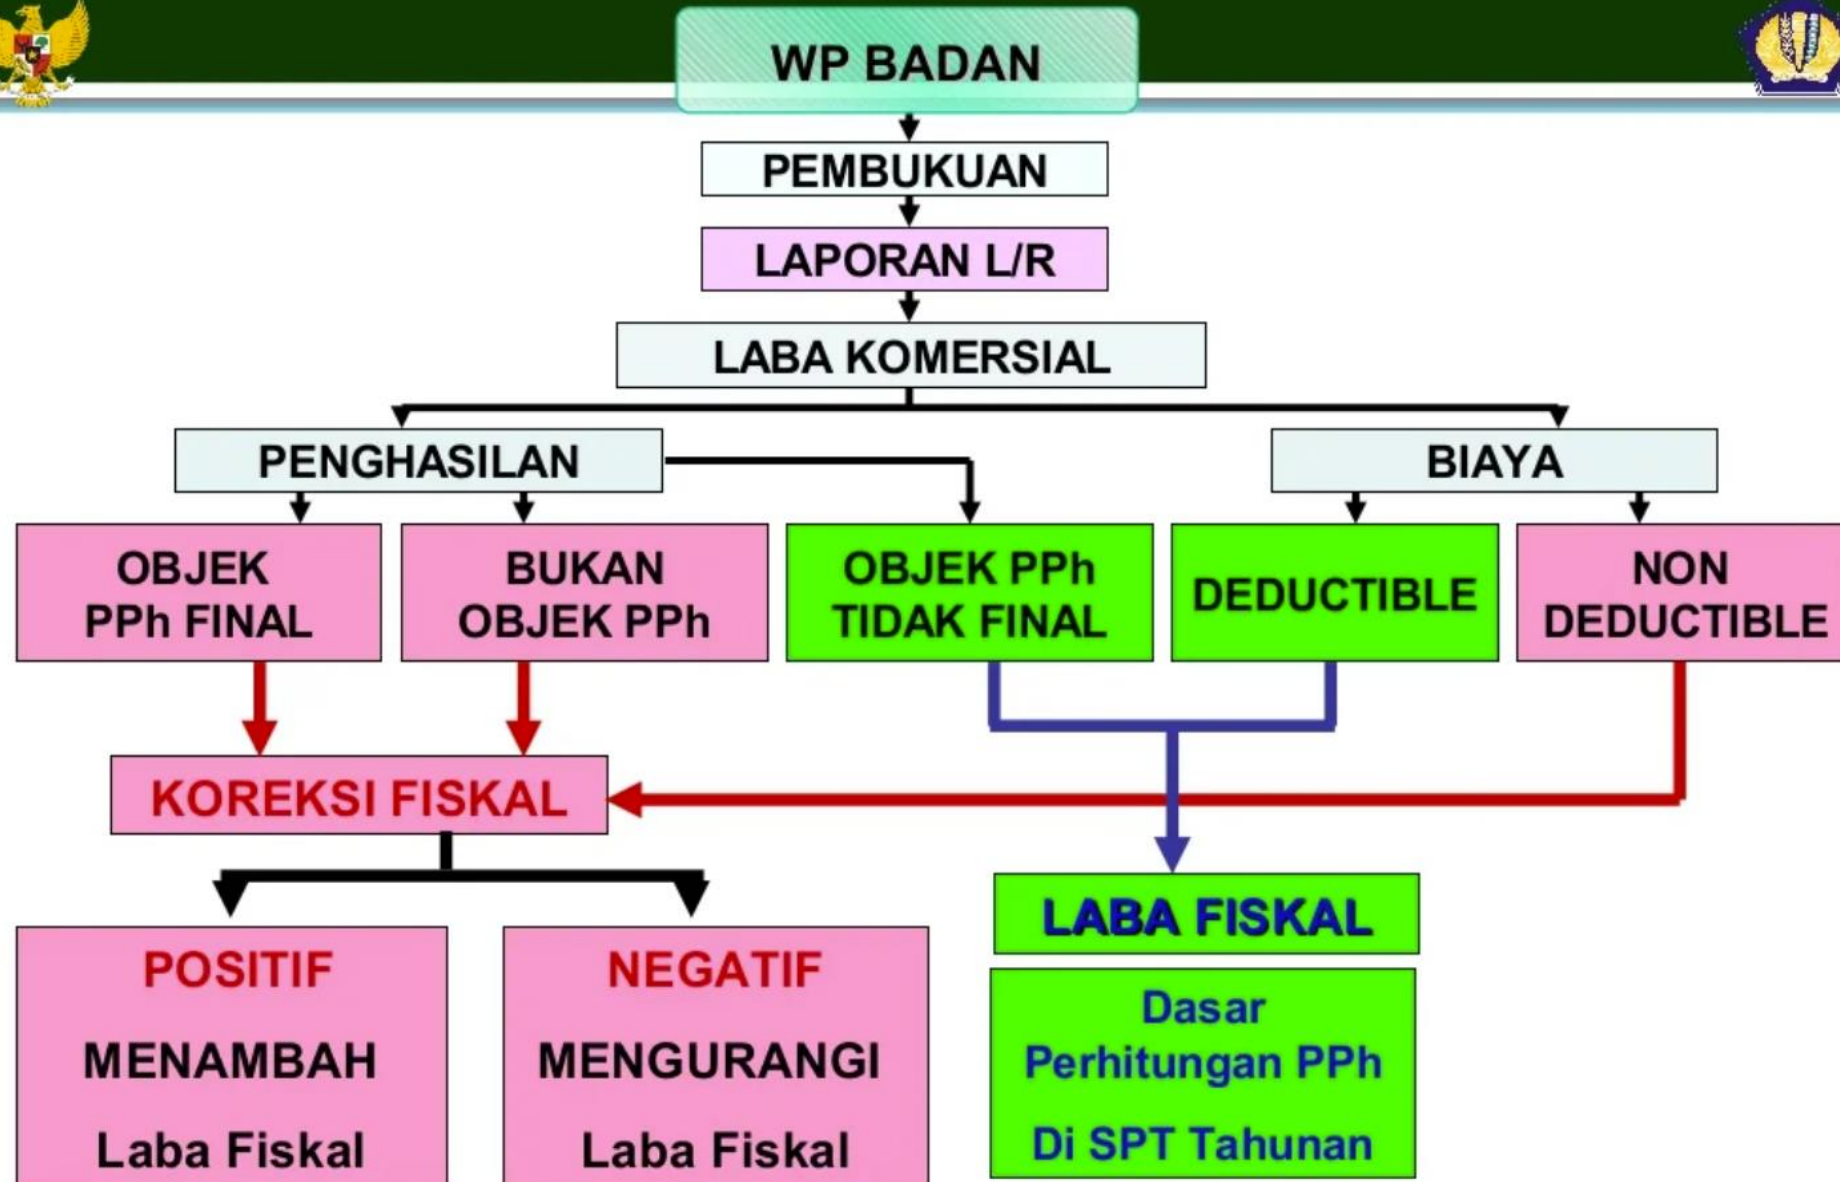 WP BADAN
PEMBUKUAN
LAPORAN L/R
LABA KOMERSIAL
PENGHASILAN
BIAYA
OBJEK
PPh FINAL
BUKAN
OBJEK PPh
OBJEK PPh
TIDAK FINAL
DEDUCTIBLE
NON
DEDUCTIBLE
KOREKSI FISKAL
POSITIF
MENAMBAH
Laba Fiskal
NEGATIF
MENGURANGI
Laba Fiskal
LABA FISKAL
Dasar
Perhitungan PPh
Di SPT Tahunan